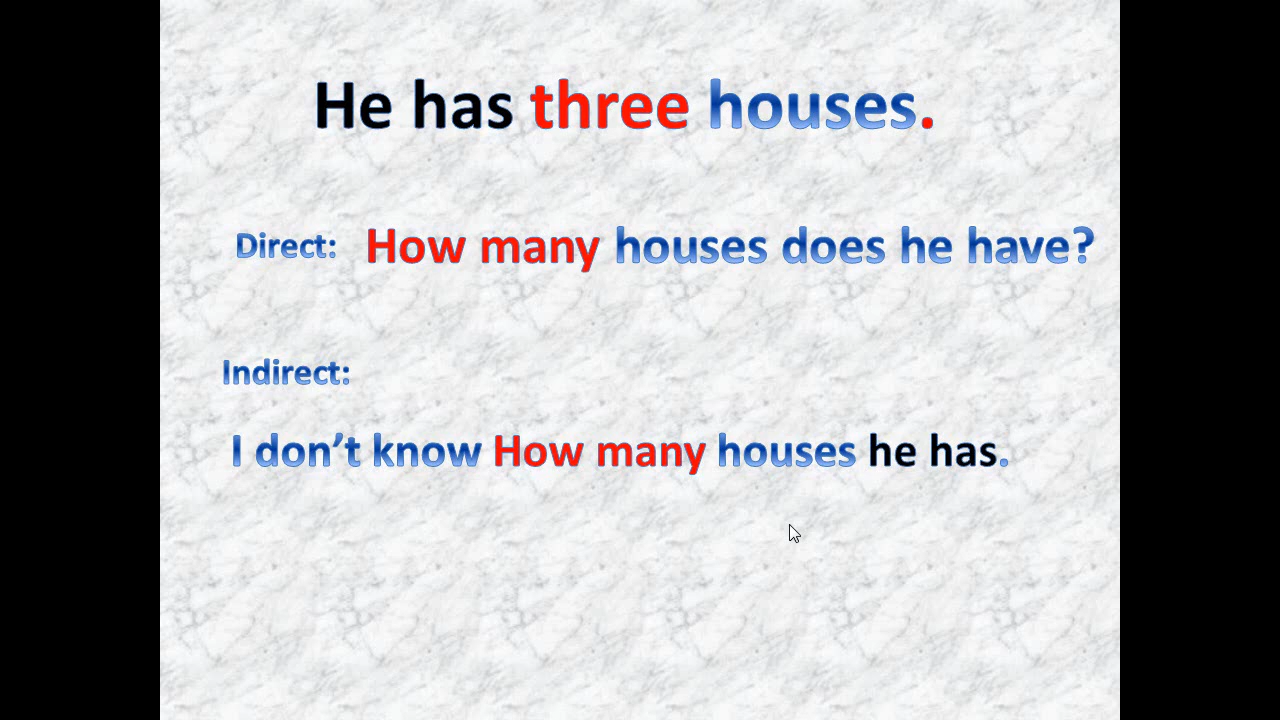 He has three houses.
Direct: How many houses does he have?
Indirect:
I don’t know How many houses he has.